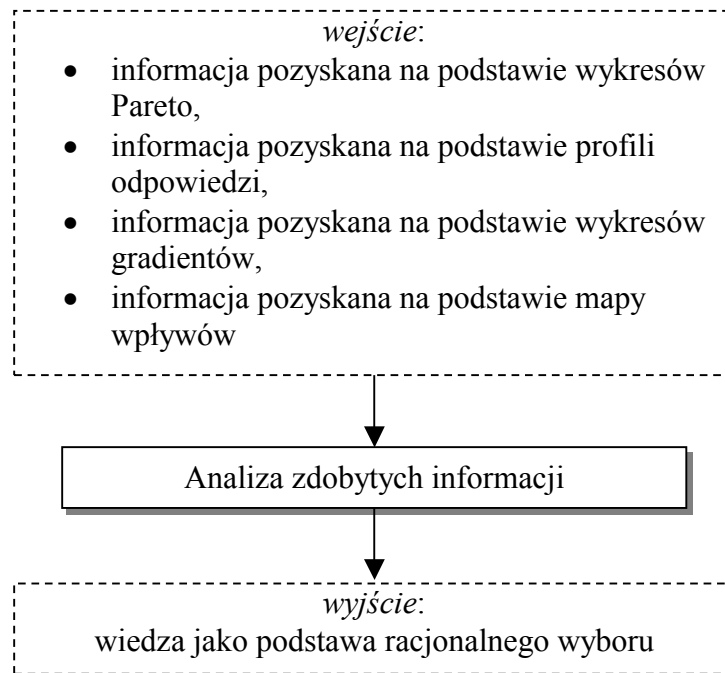 wejście:
• informacja pozyskana na podstawie wykresów
Pareto,
• informacja pozyskana na podstawie profili
odpowiedzi,
• informacja pozyskana na podstawie wykresów
gradientów,
• informacja pozyskana na podstawie mapy
wpływów
Analiza zdobytych informacji
wyjście:
wiedza jako podstawa racjonalnego wyboru